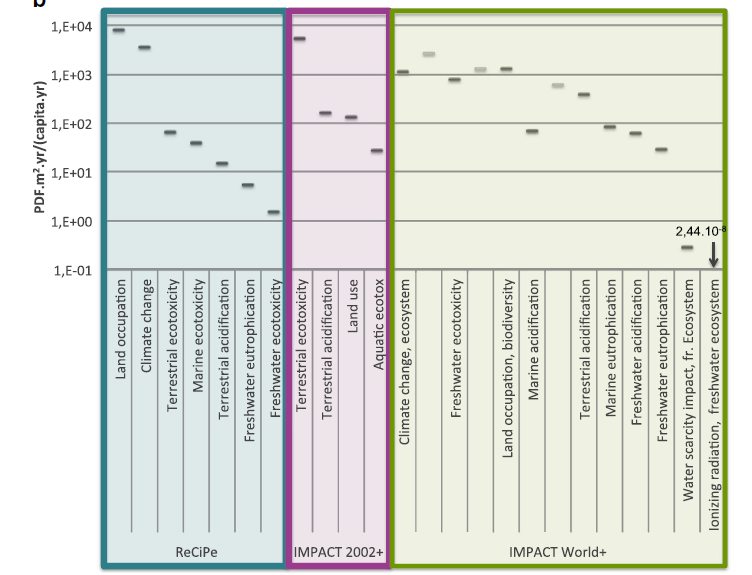 b
PDF.m².yr/(capita.yr)
1,E+04
1,E+03
1,E+02
1,E+01
1,E+00
1,E-01
2,44.10⁻⁸
Land occupation
Climate change
Terrestrial ecotoxicity
Marine ecotoxicity
Terrestrial acidification
Freshwater eutrophication
Freshwater ecotoxicity
Terrestrial ecotoxicity
Terrestrial acidification
Land use
Aquatic ecotox
Climate change, ecosystem
Freshwater ecotoxicity
Land occupation, biodiversity
Marine acidification
Terrestrial acidification
Marine eutrophication
Freshwater acidification
Freshwater eutrophication
Water scarcity impact, fr. Ecosystem
Ionizing radiation, freshwater ecosystem
ReCiPe
IMPACT 2002+
IMPACT World+